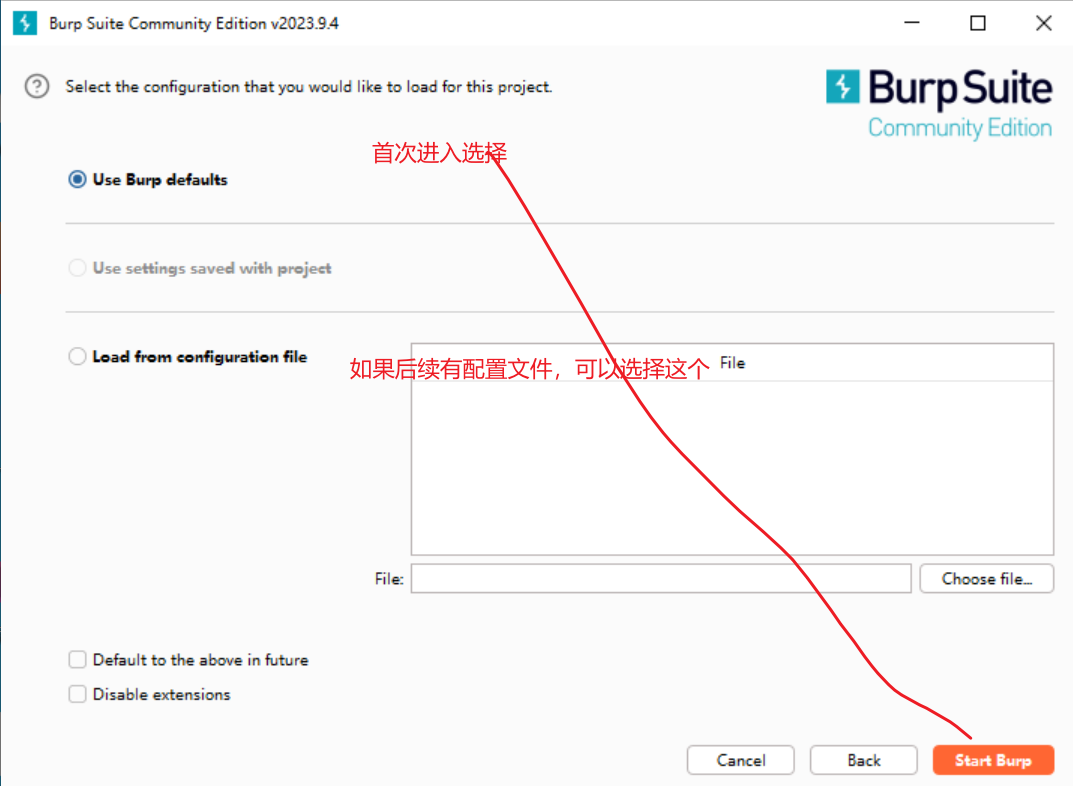 Burp Suite Community Edition v2023.9.4
Select the configuration that you would like to load for this project.
Burp Suite
Community Edition
首次进入选择
Use Burp defaults
Use settings saved with project
Load from configuration file
如果后续有配置文件，可以选择这个
File
File:
Choose file...
Default to the above in future
Disable extensions
Cancel
Back
Start Burp